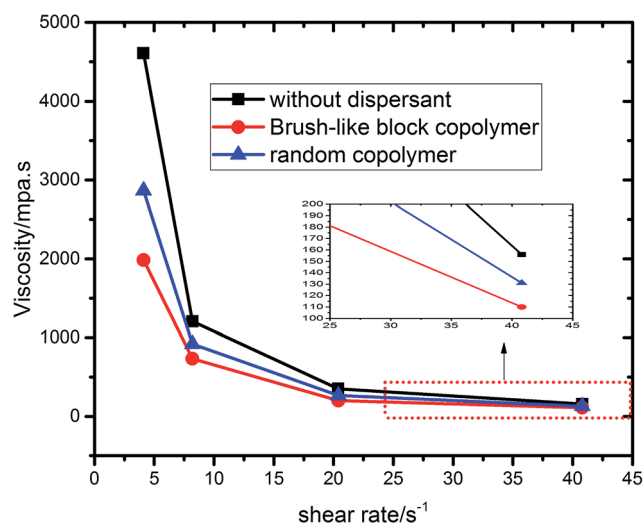 5000
4000
3000
2000
1000
0
Viscosity/mpa.s
without dispersant
Brush-like block copolymer
random copolymer
200
190
180
170
160
150
140
130
120
110
100
25 30 35 40 45
0 5 10 15 20 25 30 35 40 45
shear rate/s⁻¹